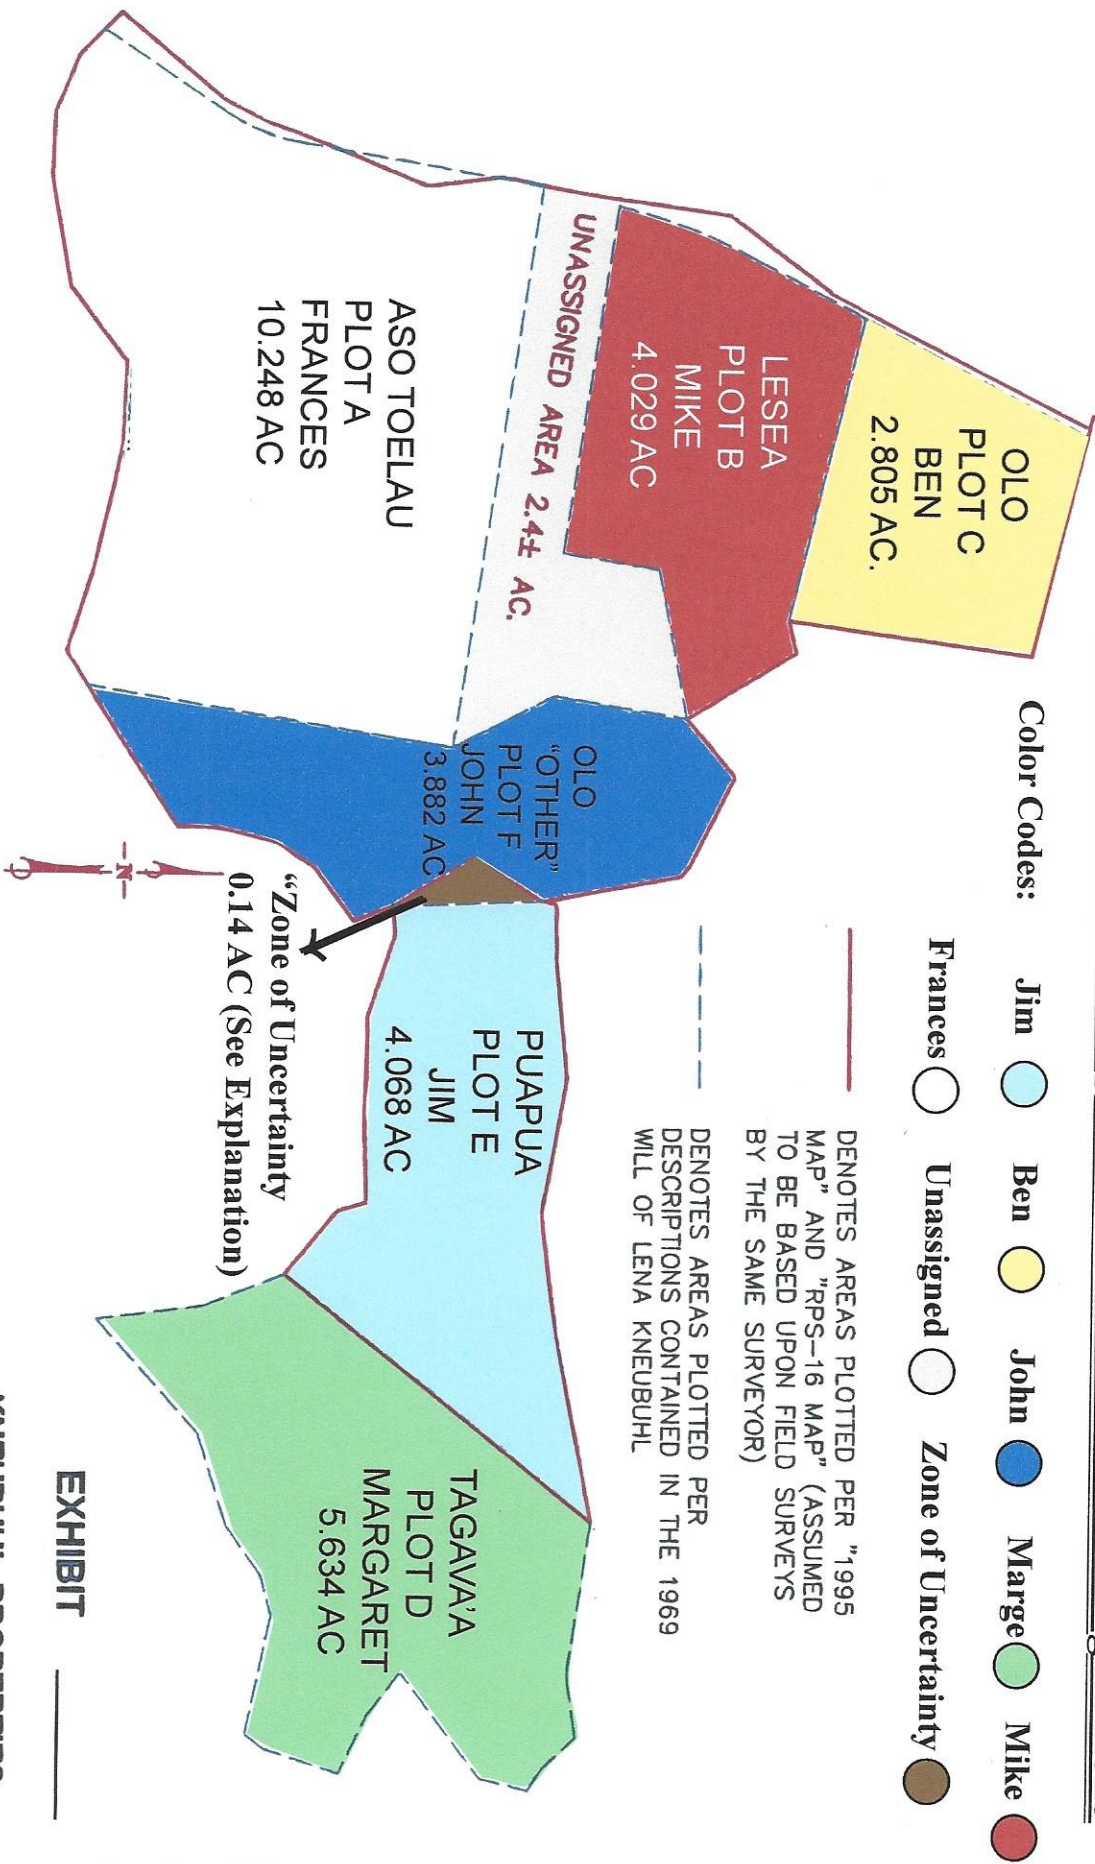 Color Codes:
Jim
Ben
John
Marge
Mike
Frances
Unassigned
Zone of Uncertainty
OLO
PLOT C
BEN
2.805 AC.
LESEA
PLOT B
MIKE
4.029 AC
UNASSIGNED AREA 2.4± AC.
ASO TOELAU
PLOT A
FRANCES
10.248 AC
OLO
"OTHER"
PLOT F
JOHN
3.882 AC
DENOTES AREAS PLOTTED PER "1995
MAP" AND "RPS-16 MAP" (ASSUMED
TO BE BASED UPON FIELD SURVEYS
BY THE SAME SURVEYOR)
DENOTES AREAS PLOTTED PER
DESCRIPTIONS CONTAINED IN THE 1969
WILL OF LENA KNEUBUHL
PUAPUA
PLOT E
JIM
4.068 AC
"Zone of Uncertainty
0.14 AC (See Explanation)
TAGAVA'A
PLOT D
MARGARET
5.634 AC
N
EXHIBIT